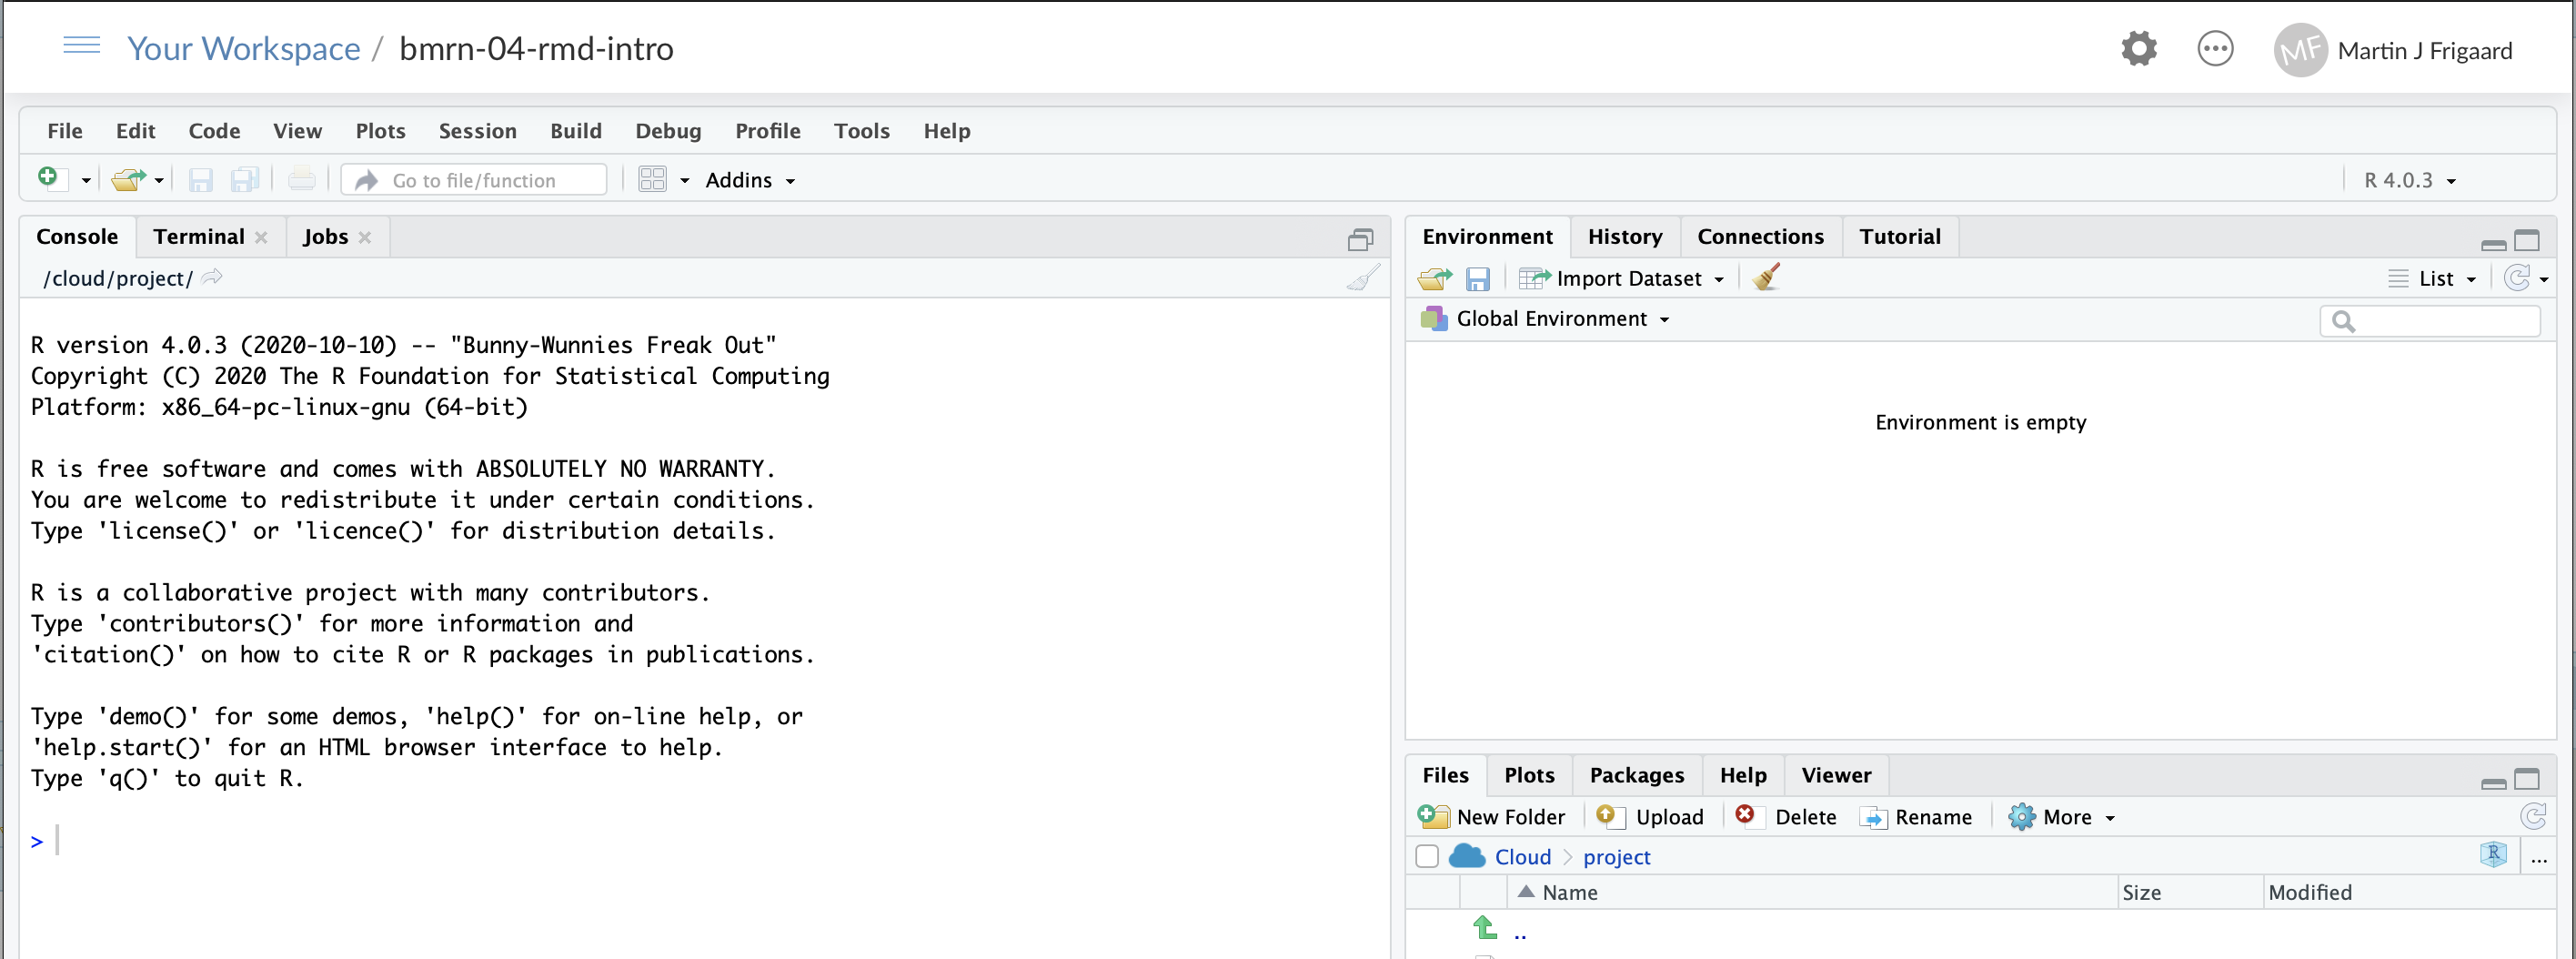 Your Workspace / bmrn-04-rmd-intro
MF Martin J Frigaard
File Edit Code View Plots Session Build Debug Profile Tools Help
Go to file/function Addins R 4.0.3
Console Terminal Jobs
/cloud/project/
R version 4.0.3 (2020-10-10) -- "Bunny-Wunnies Freak Out"
Copyright (C) 2020 The R Foundation for Statistical Computing
Platform: x86_64-pc-linux-gnu (64-bit)
R is free software and comes with ABSOLUTELY NO WARRANTY.
You are welcome to redistribute it under certain conditions.
Type 'license()' or 'licence()' for distribution details.
R is a collaborative project with many contributors.
Type 'contributors()' for more information and
'citation()' on how to cite R or R packages in publications.
Type 'demo()' for some demos, 'help()' for on-line help, or
'help.start()' for an HTML browser interface to help.
Type 'q()' to quit R.
>
Environment History Connections Tutorial
Import Dataset List
Global Environment
Environment is empty
Files Plots Packages Help Viewer
New Folder Upload Delete Rename More
Cloud project R ...
Name Size Modified
..